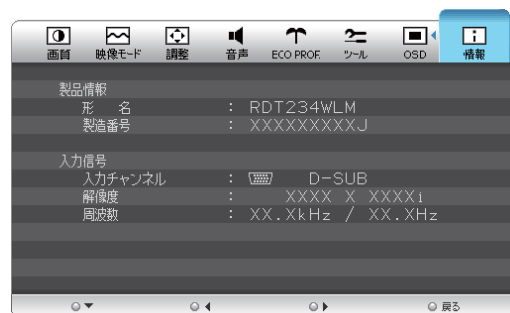 画質 映像モード 調整 音声 ECO PROF. ツール OSD 情報
製品情報
形 名 : RDT234WLM
製造番号 : XXXXXXXXXJ
入力信号
入力チャンネル : D-SUB
解像度 : XXXX X XXXXi
周波数 : XX.XkHz / XX.XHz
戻る